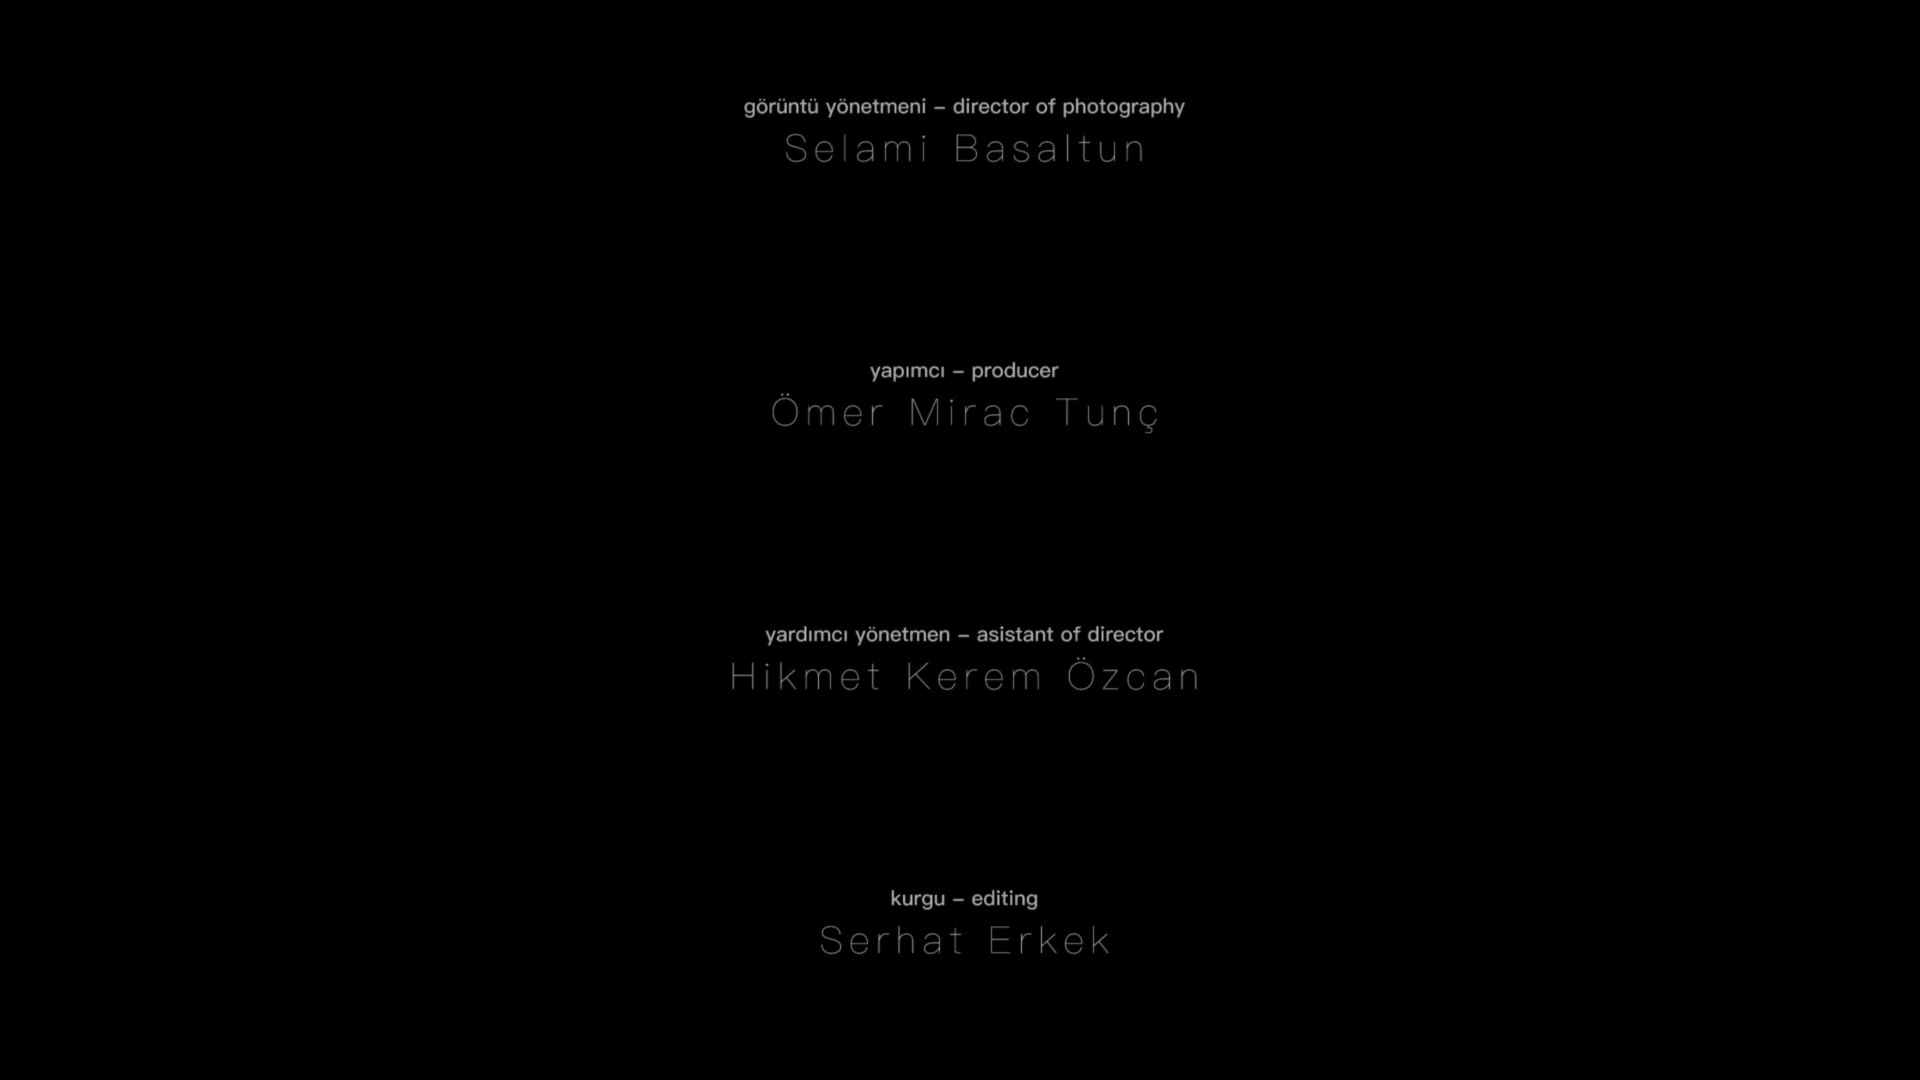 görüntü yönetmeni – director of photography
Selami Basaltun
yapımcı – producer
Ömer Mirac Tunç
yardımcı yönetmen – asistant of director
Hikmet Kerem Özcan
kurgu – editing
Serhat Erkek